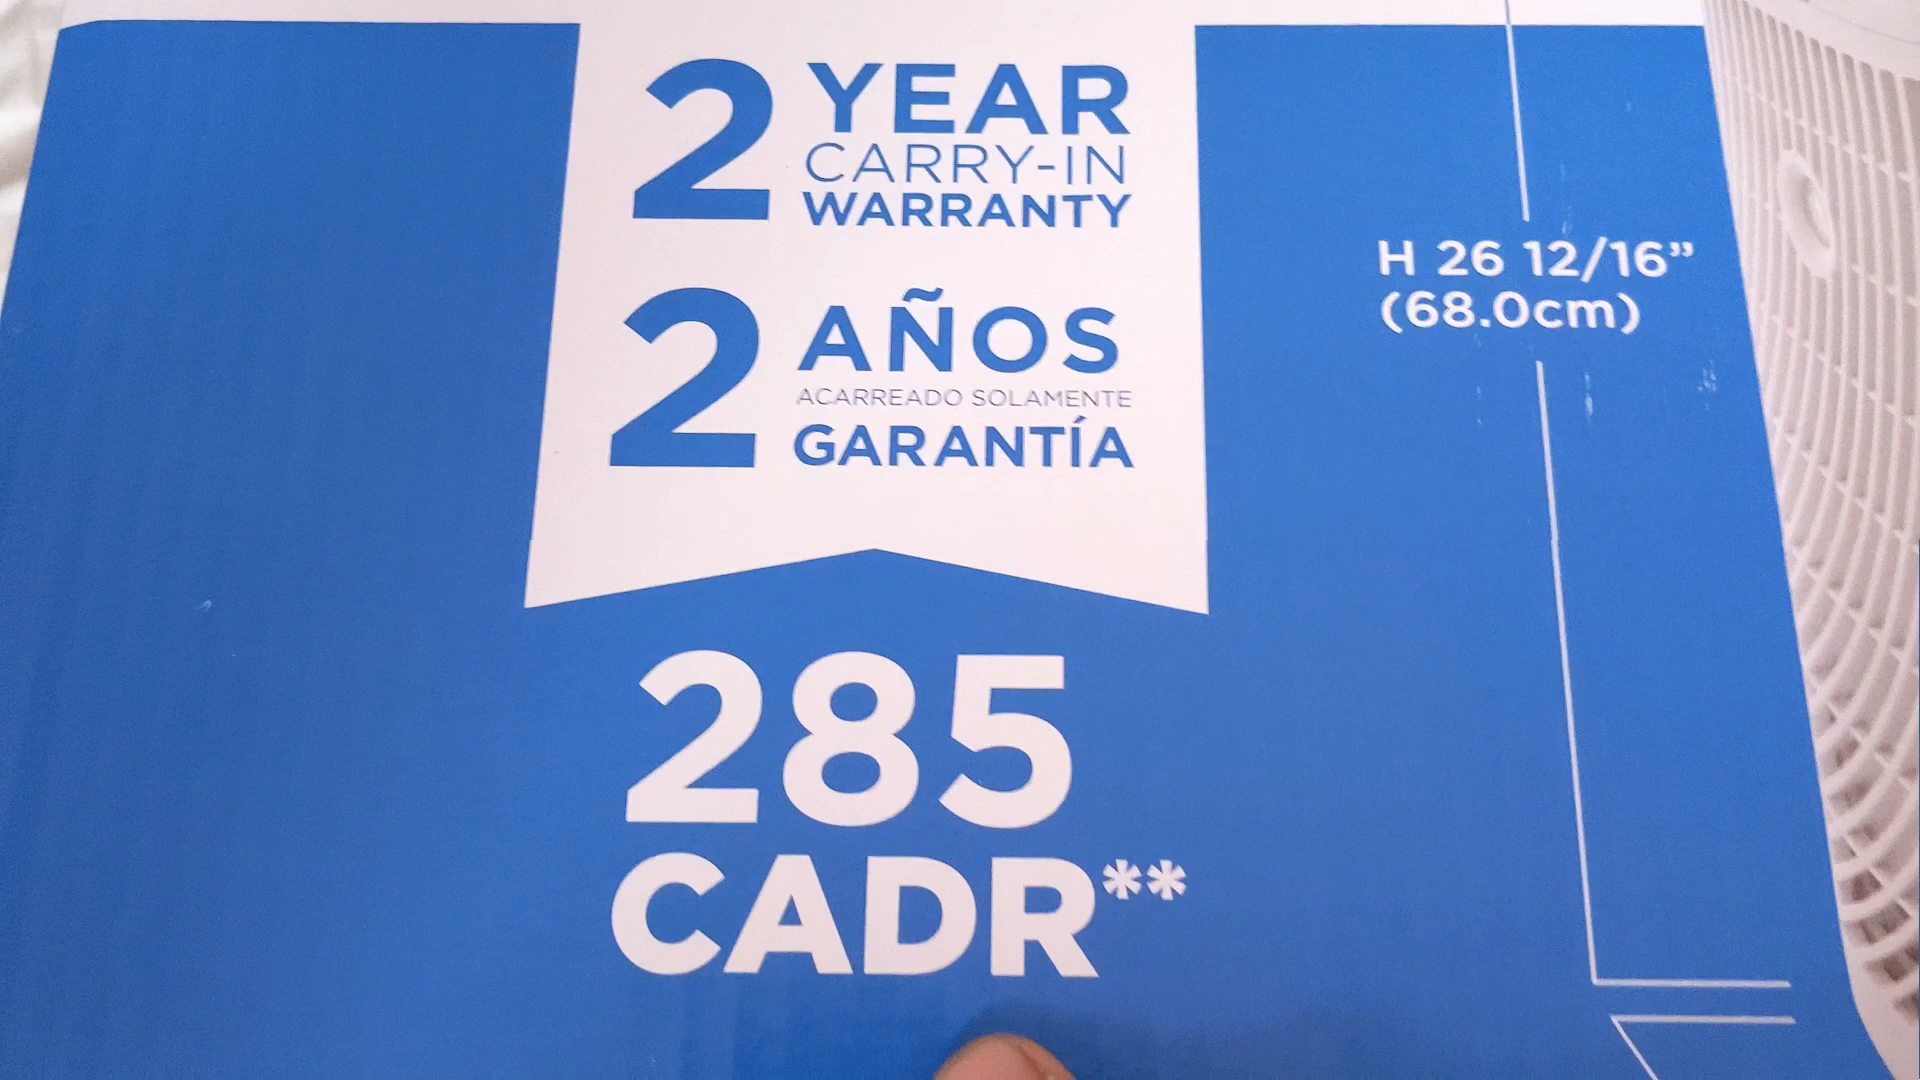 2 YEAR
CARRY-IN
WARRANTY
2 AÑOS
ACARREADO SOLAMENTE
GARANTÍA
H 26 12/16”
(68.0cm)
285
CADR**